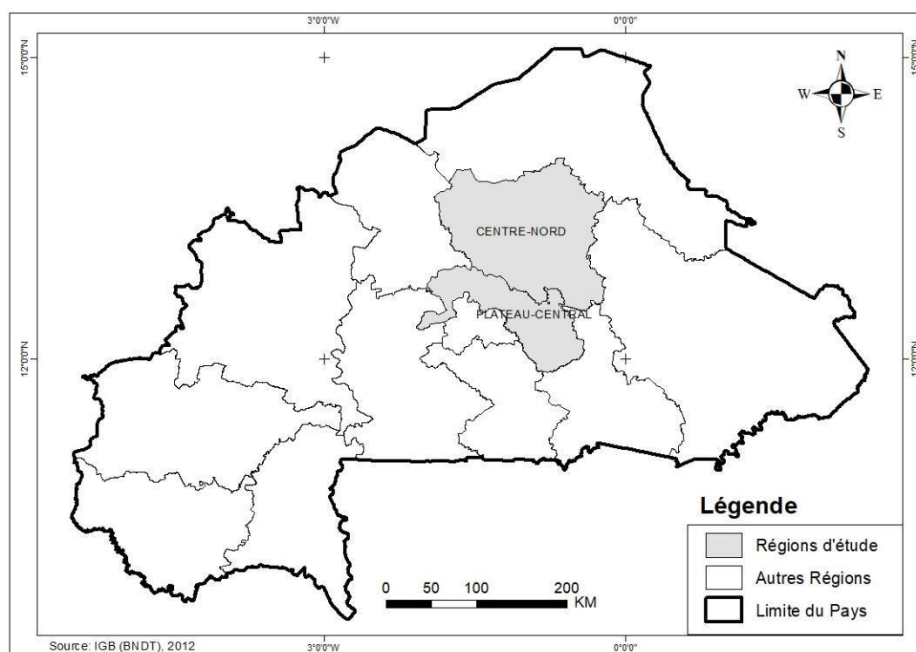 3°0'0"W 0°0'0"
15°0'0"N 15°0'0"N
N
W E
S
CENTRE-NORD
PLATEAU-CENTRAL
12°0'0"N 12°0'0"N
Légende
Régions d'étude
Autres Régions
Limite du Pays
0 50 100 200
KM
Source: IGB (BNDT), 2012
3°0'0"W 0°0'0"